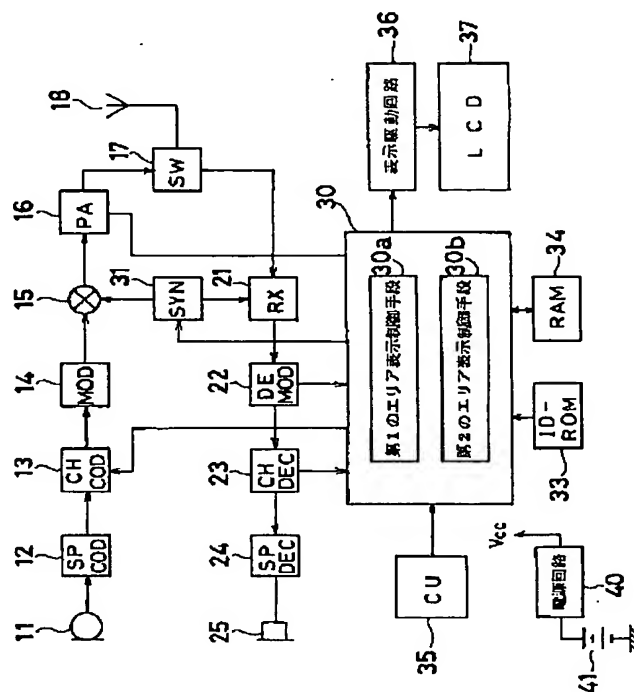 18
17
SW
16
PA
15
31
SYN
21
RX
14
MOD
22
DE
MOD
13
CH
COD
23
CH
DEC
12
SP
COD
24
SP
DEC
11
25
36
表示駆動回路
37
LCD
30
30a
第1のエリア表示制御手段
30b
第2のエリア表示制御手段
34
RAM
ID-
ROM
33
CU
35
Vcc
電源回路
40
41